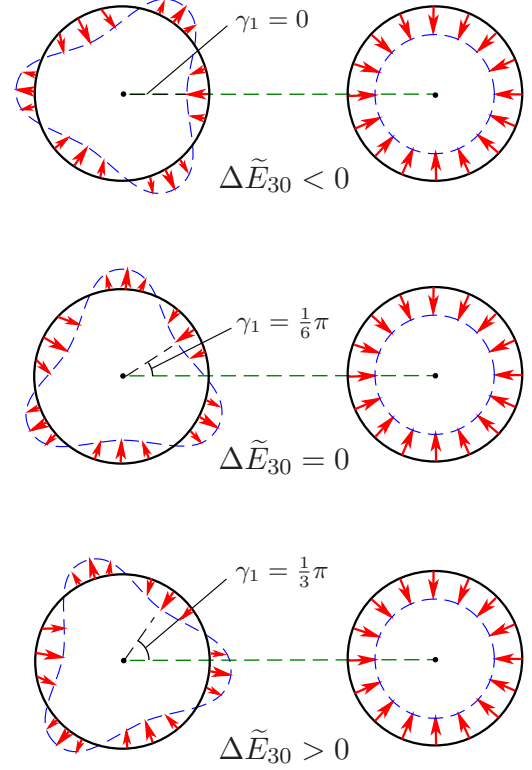 γ₁ = 0
ΔẼ₃₀ < 0
γ₁ = ⅙π
ΔẼ₃₀ = 0
γ₁ = ⅓π
ΔẼ₃₀ > 0